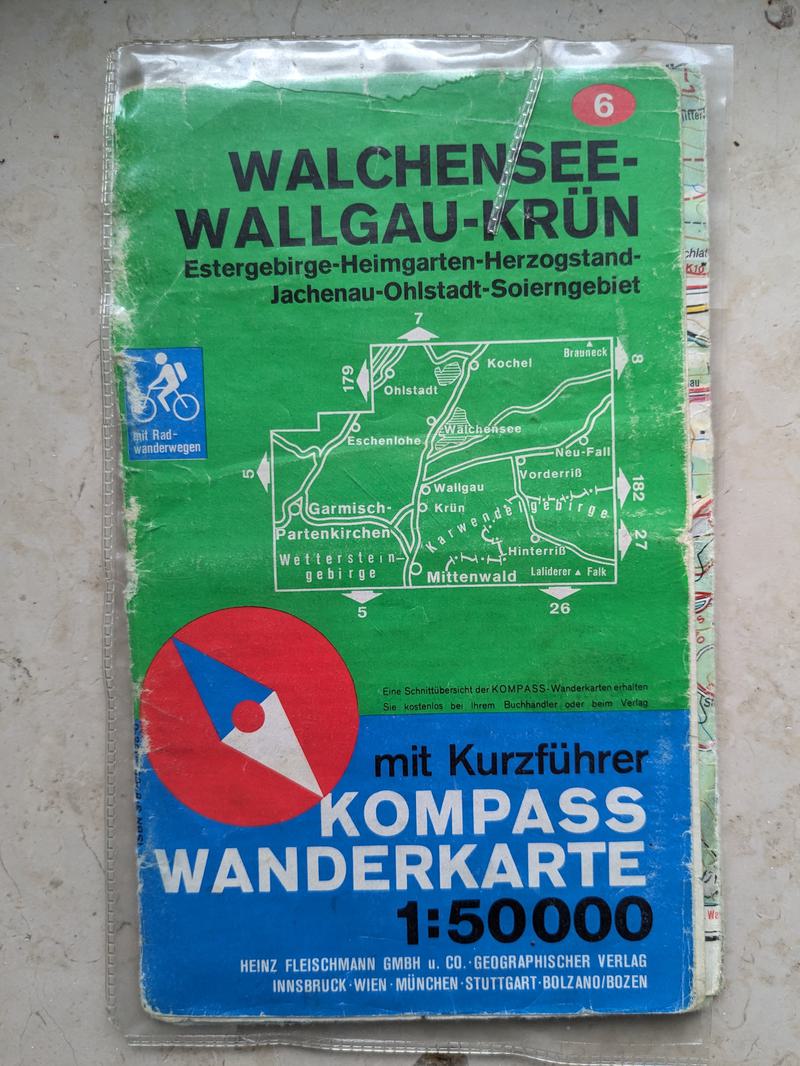 6
WALCHENSEE-
WALLGAU-KRÜN
Estergebirge-Heimgarten-Herzogstand-
Jachenau-Ohlstadt-Soierngebiet
7
Brauneck
8
179
Kochel
Ohlstadt
mit Rad-
wanderwegen
Eschenlohe
Walchensee
Neu-Fall
5
Vorderriß
182
Wallgau
Garmisch-
Partenkirchen
Krün
Karwendelgebirge
27
Wetterstein-
gebirge
Hinterriß
Mittenwald
Laliderer Falk
5
26
Eine Schnittübersicht der KOMPASS-Wanderkarten erhalten
Sie kostenlos bei Ihrem Buchhändler oder beim Verlag
mit Kurzführer
KOMPASS
WANDERKARTE
1:50000
HEINZ FLEISCHMANN GMBH u. CO.·GEOGRAPHISCHER VERLAG
INNSBRUCK·WIEN·MÜNCHEN·STUTTGART·BOLZANO/BOZEN